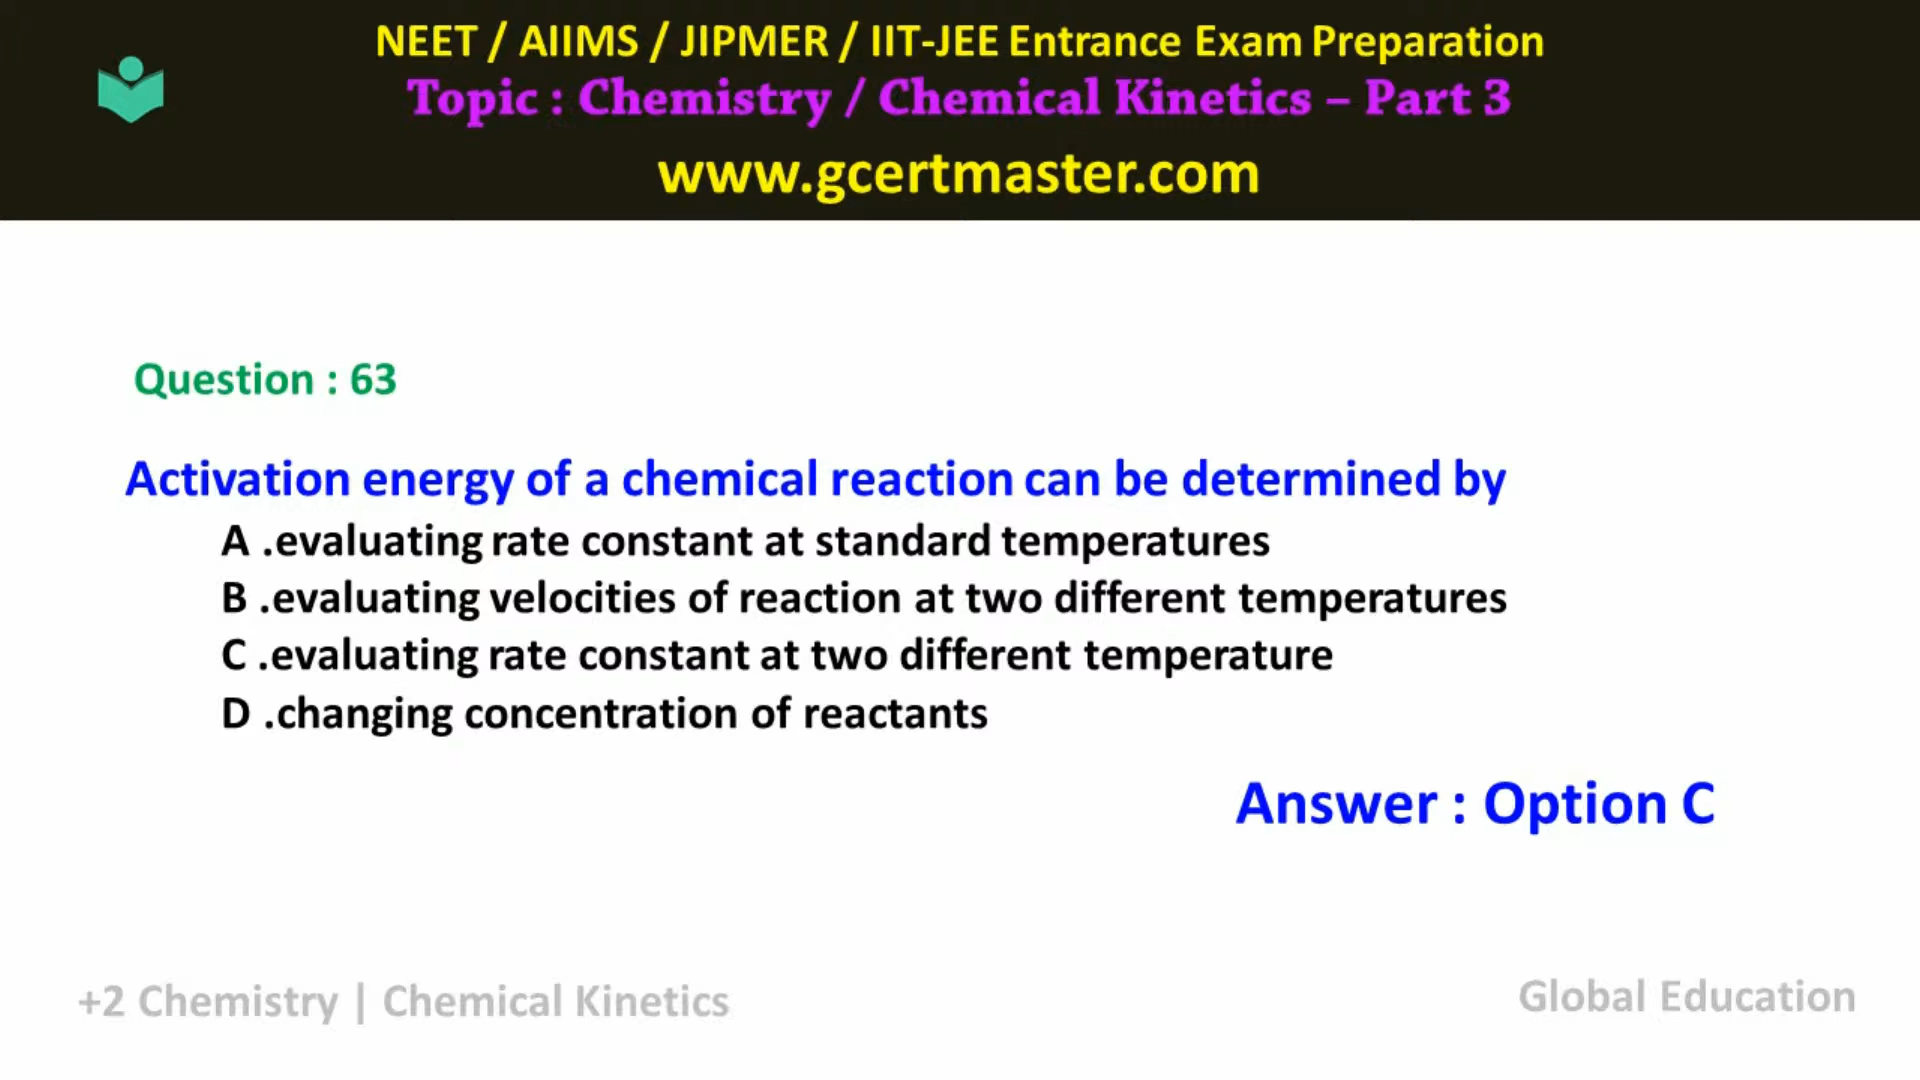 NEET / AIIMS / JIPMER / IIT-JEE Entrance Exam Preparation
Topic : Chemistry / Chemical Kinetics – Part 3
www.gcertmaster.com
Question : 63
Activation energy of a chemical reaction can be determined by
A .evaluating rate constant at standard temperatures
B .evaluating velocities of reaction at two different temperatures
C .evaluating rate constant at two different temperature
D .changing concentration of reactants
Answer : Option C
+2 Chemistry | Chemical Kinetics
Global Education